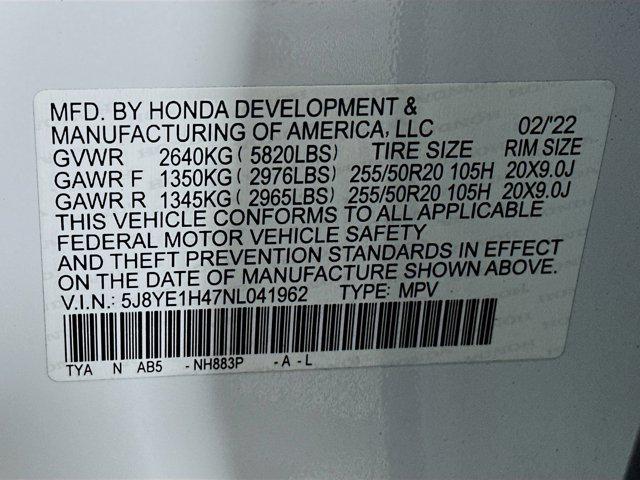 MFD. BY HONDA DEVELOPMENT &
MANUFACTURING OF AMERICA, LLC 02/'22
GVWR 2640KG ( 5820LBS) TIRE SIZE RIM SIZE
GAWR F 1350KG ( 2976LBS) 255/50R20 105H 20X9.0J
GAWR R 1345KG ( 2965LBS) 255/50R20 105H 20X9.0J
THIS VEHICLE CONFORMS TO ALL APPLICABLE
FEDERAL MOTOR VEHICLE SAFETY
AND THEFT PREVENTION STANDARDS IN EFFECT
ON THE DATE OF MANUFACTURE SHOWN ABOVE.
V.I.N.: 5J8YE1H47NL041962 TYPE: MPV
TYA N AB5 - NH883P - A - L